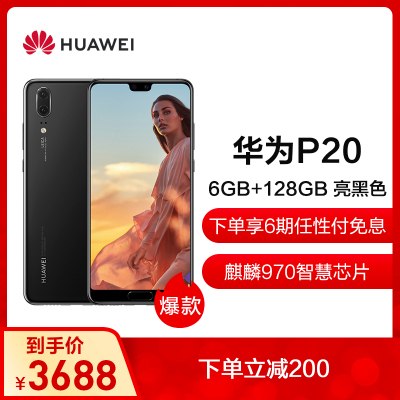 HUAWEI
华为P20
6GB+128GB 亮黑色
下单享6期任性付免息
麒麟970智慧芯片
HUAWEI
爆款
到手价
¥3688
下单立减200